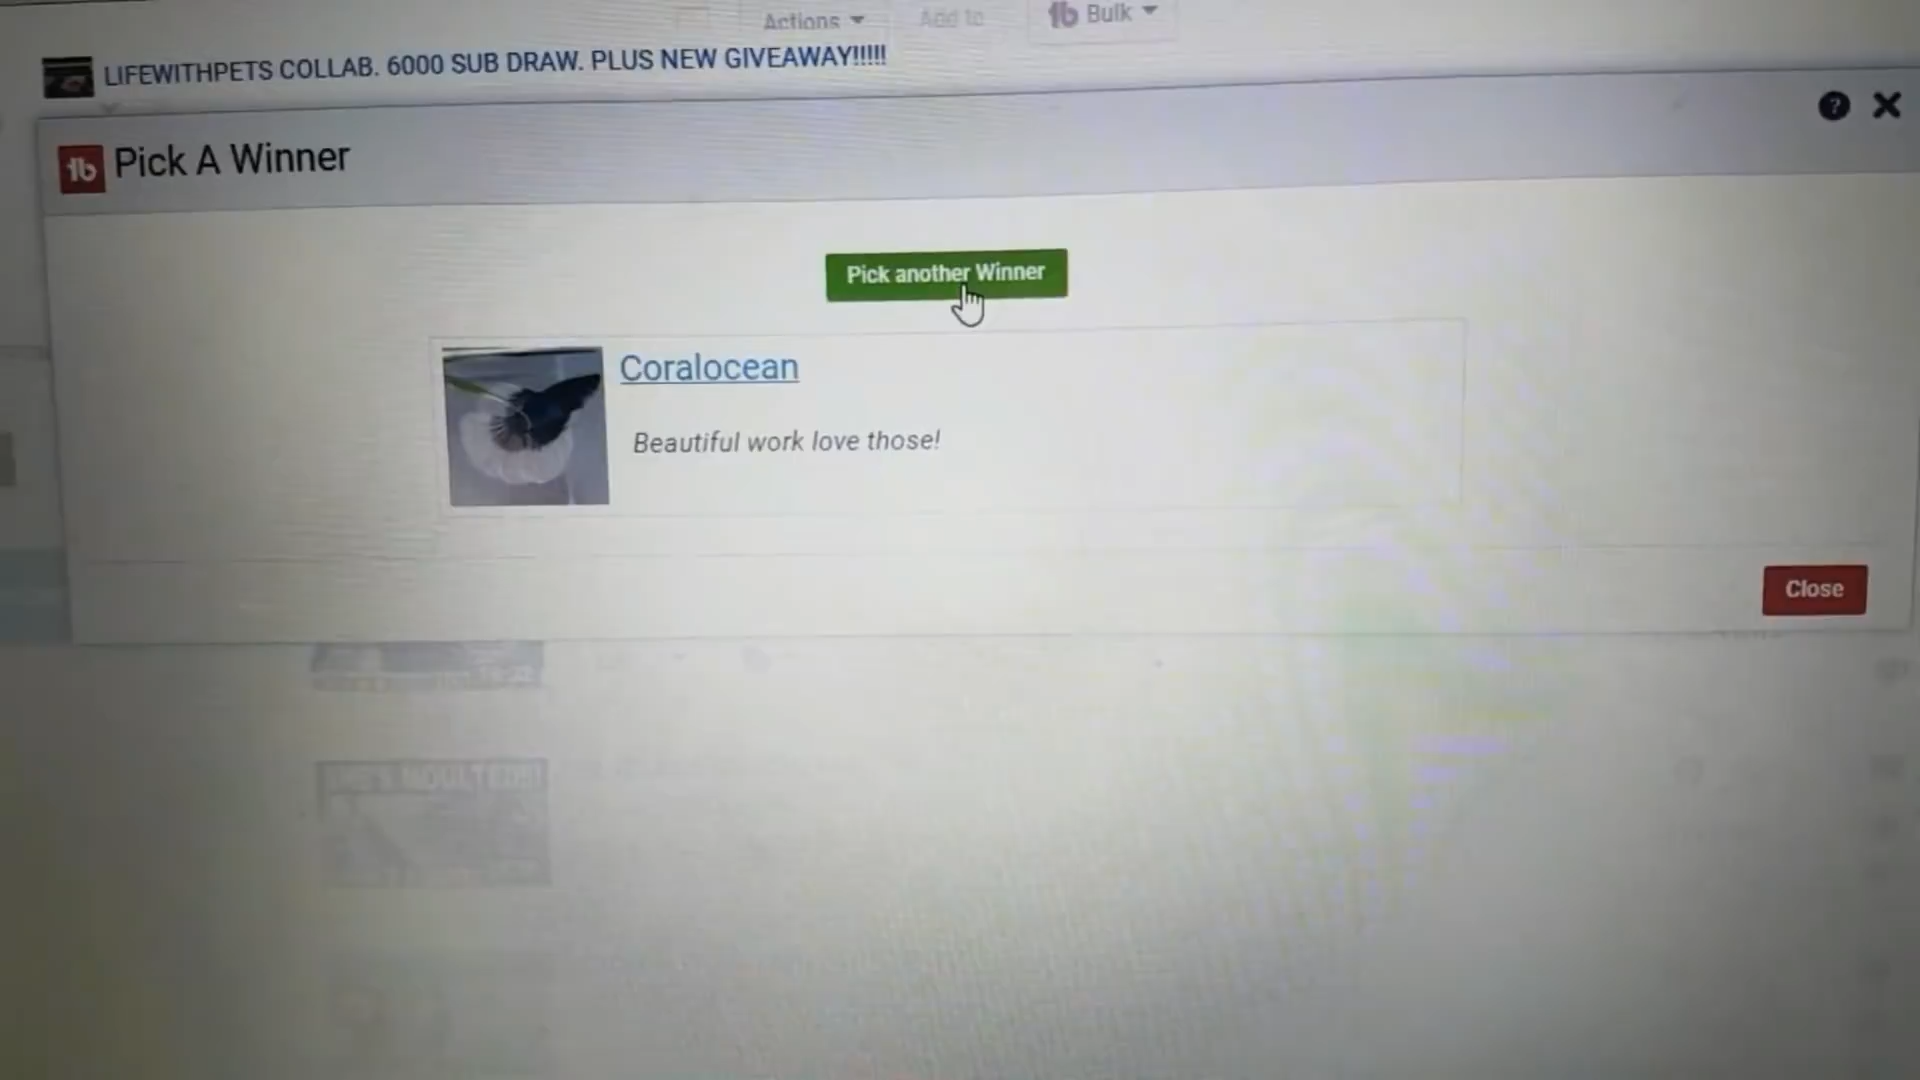 Actions
Add to
Bulk
LIFEWITHPETS COLLAB. 6000 SUB DRAW. PLUS NEW GIVEAWAY!!!!!
Pick A Winner
Pick another Winner
Coralocean
Beautiful work love those!
Close